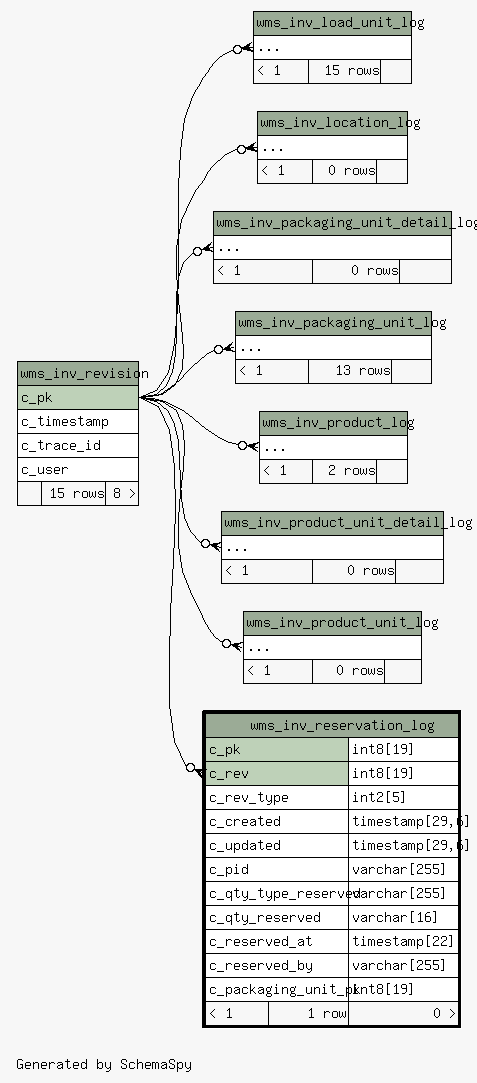 wms_inv_load_unit_log
...
< 1 15 rows
wms_inv_location_log
...
< 1 0 rows
wms_inv_packaging_unit_detail_log
...
< 1 0 rows
wms_inv_packaging_unit_log
...
< 1 13 rows
wms_inv_revision
c_pk
c_timestamp
c_trace_id
c_user
15 rows 8 >
wms_inv_product_log
...
< 1 2 rows
wms_inv_product_unit_detail_log
...
< 1 0 rows
wms_inv_product_unit_log
...
< 1 0 rows
wms_inv_reservation_log
c_pk int8[19]
c_rev int8[19]
c_rev_type int2[5]
c_created timestamp[29,6]
c_updated timestamp[29,6]
c_pid varchar[255]
c_qty_type_reserved varchar[255]
c_qty_reserved varchar[16]
c_reserved_at timestamp[22]
c_reserved_by varchar[255]
c_packaging_unit_pk int8[19]
< 1 1 row 0 >
Generated by SchemaSpy